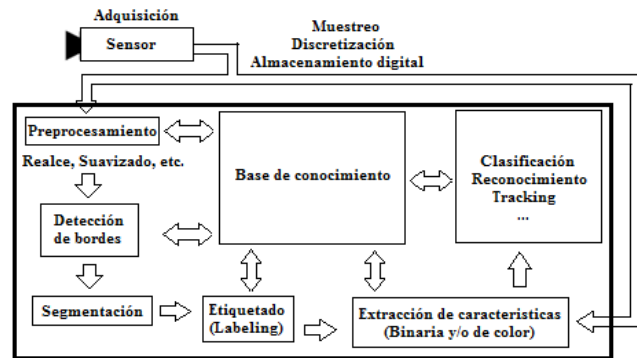 Adquisición
Sensor
Muestreo
Discretización
Almacenamiento digital
Preprocesamiento
Realce, Suavizado, etc.
Base de conocimiento
Clasificación
Reconocimiento
Tracking
...
Detección
de bordes
Segmentación
Etiquetado
(Labeling)
Extracción de caracteristicas
(Binaria y/o de color)